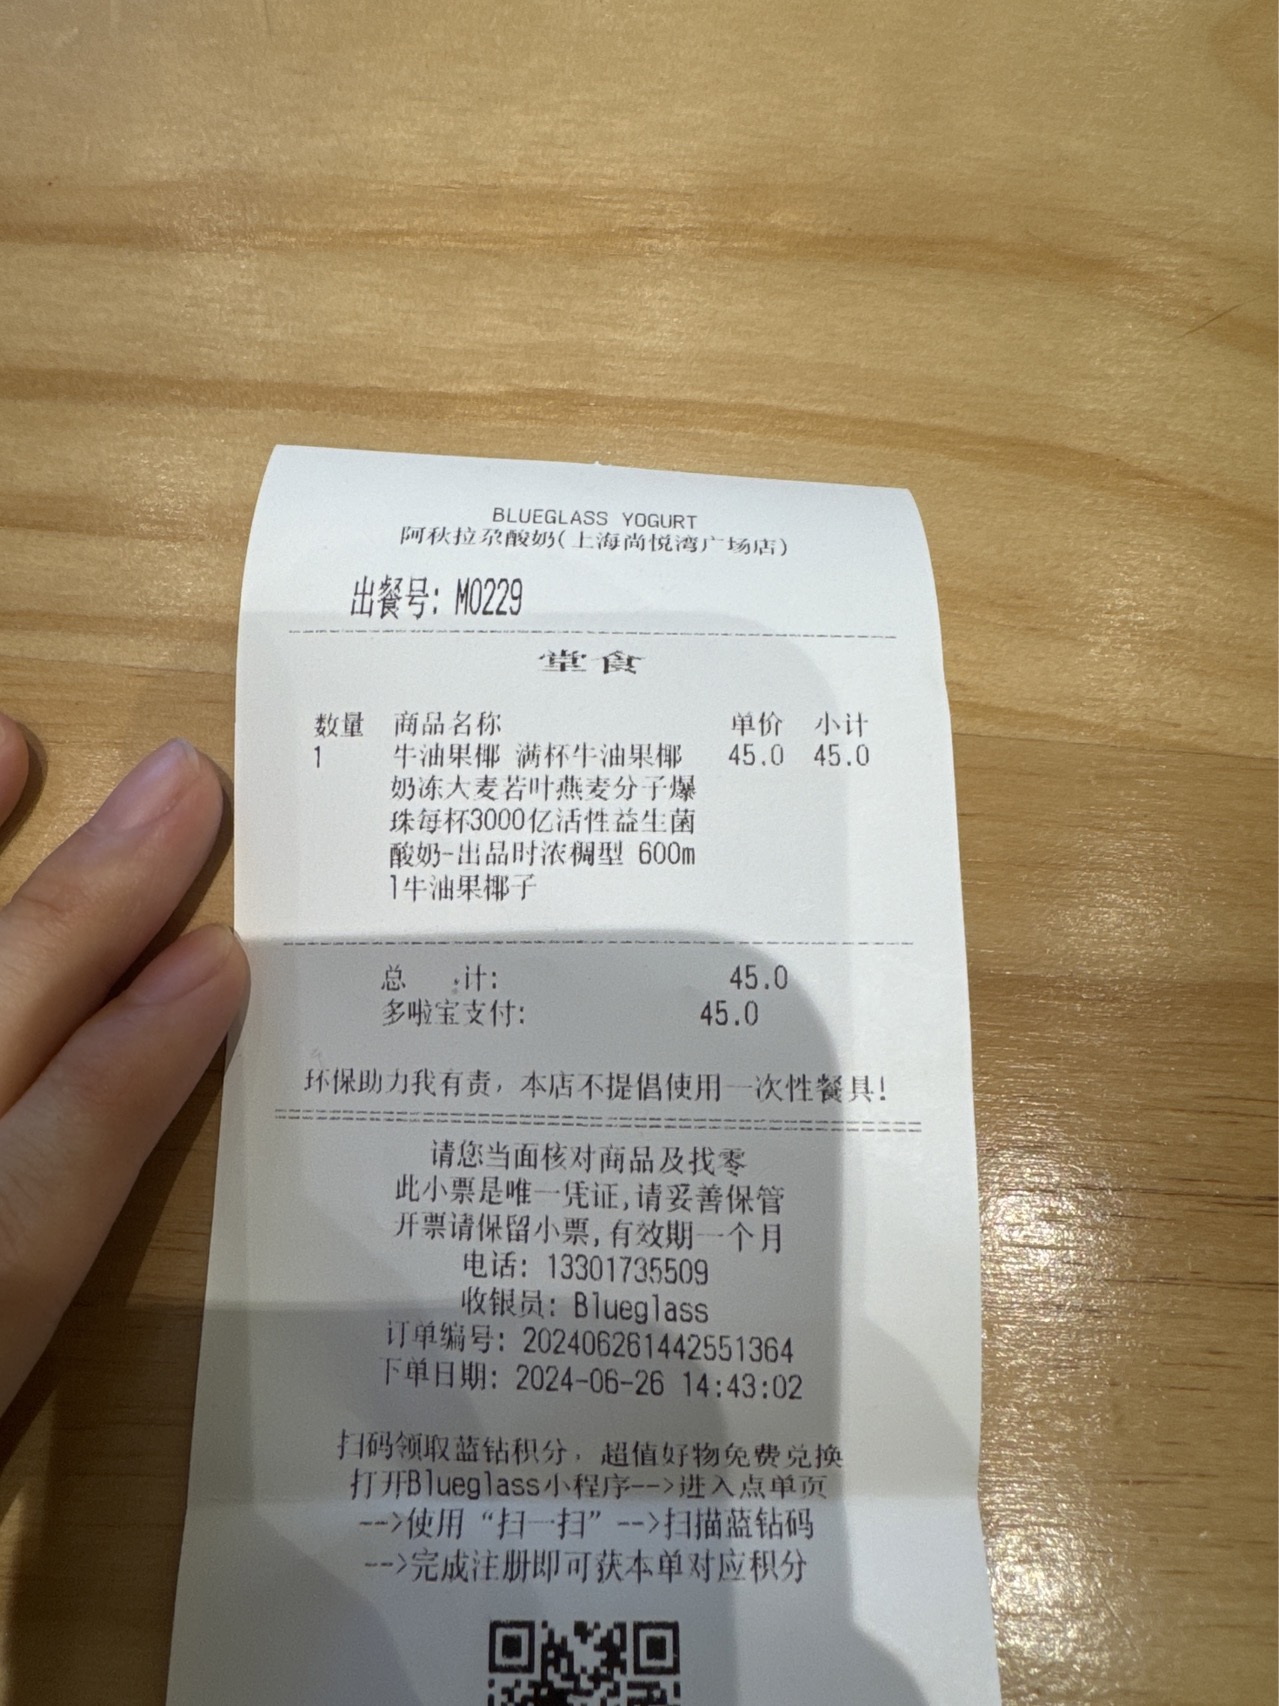 BLUEGLASS YOGURT
阿秋拉尕酸奶(上海尚悦湾广场店)
出餐号: M0229
堂食
数量 商品名称 单价 小计
1 牛油果椰 满杯牛油果椰 45.0 45.0
奶冻大麦若叶燕麦分子爆
珠每杯3000亿活性益生菌
酸奶-出品时浓稠型 600m
l牛油果椰子
总 计: 45.0
多啦宝支付: 45.0
环保助力我有责，本店不提倡使用一次性餐具!
请您当面核对商品及找零
此小票是唯一凭证,请妥善保管
开票请保留小票,有效期一个月
电话: 13301735509
收银员: Blueglass
订单编号: 202406261442551364
下单日期: 2024-06-26 14:43:02
扫码领取蓝钻积分，超值好物免费兑换
打开Blueglass小程序-->进入点单页
-->使用“扫一扫”-->扫描蓝钻码
-->完成注册即可获本单对应积分